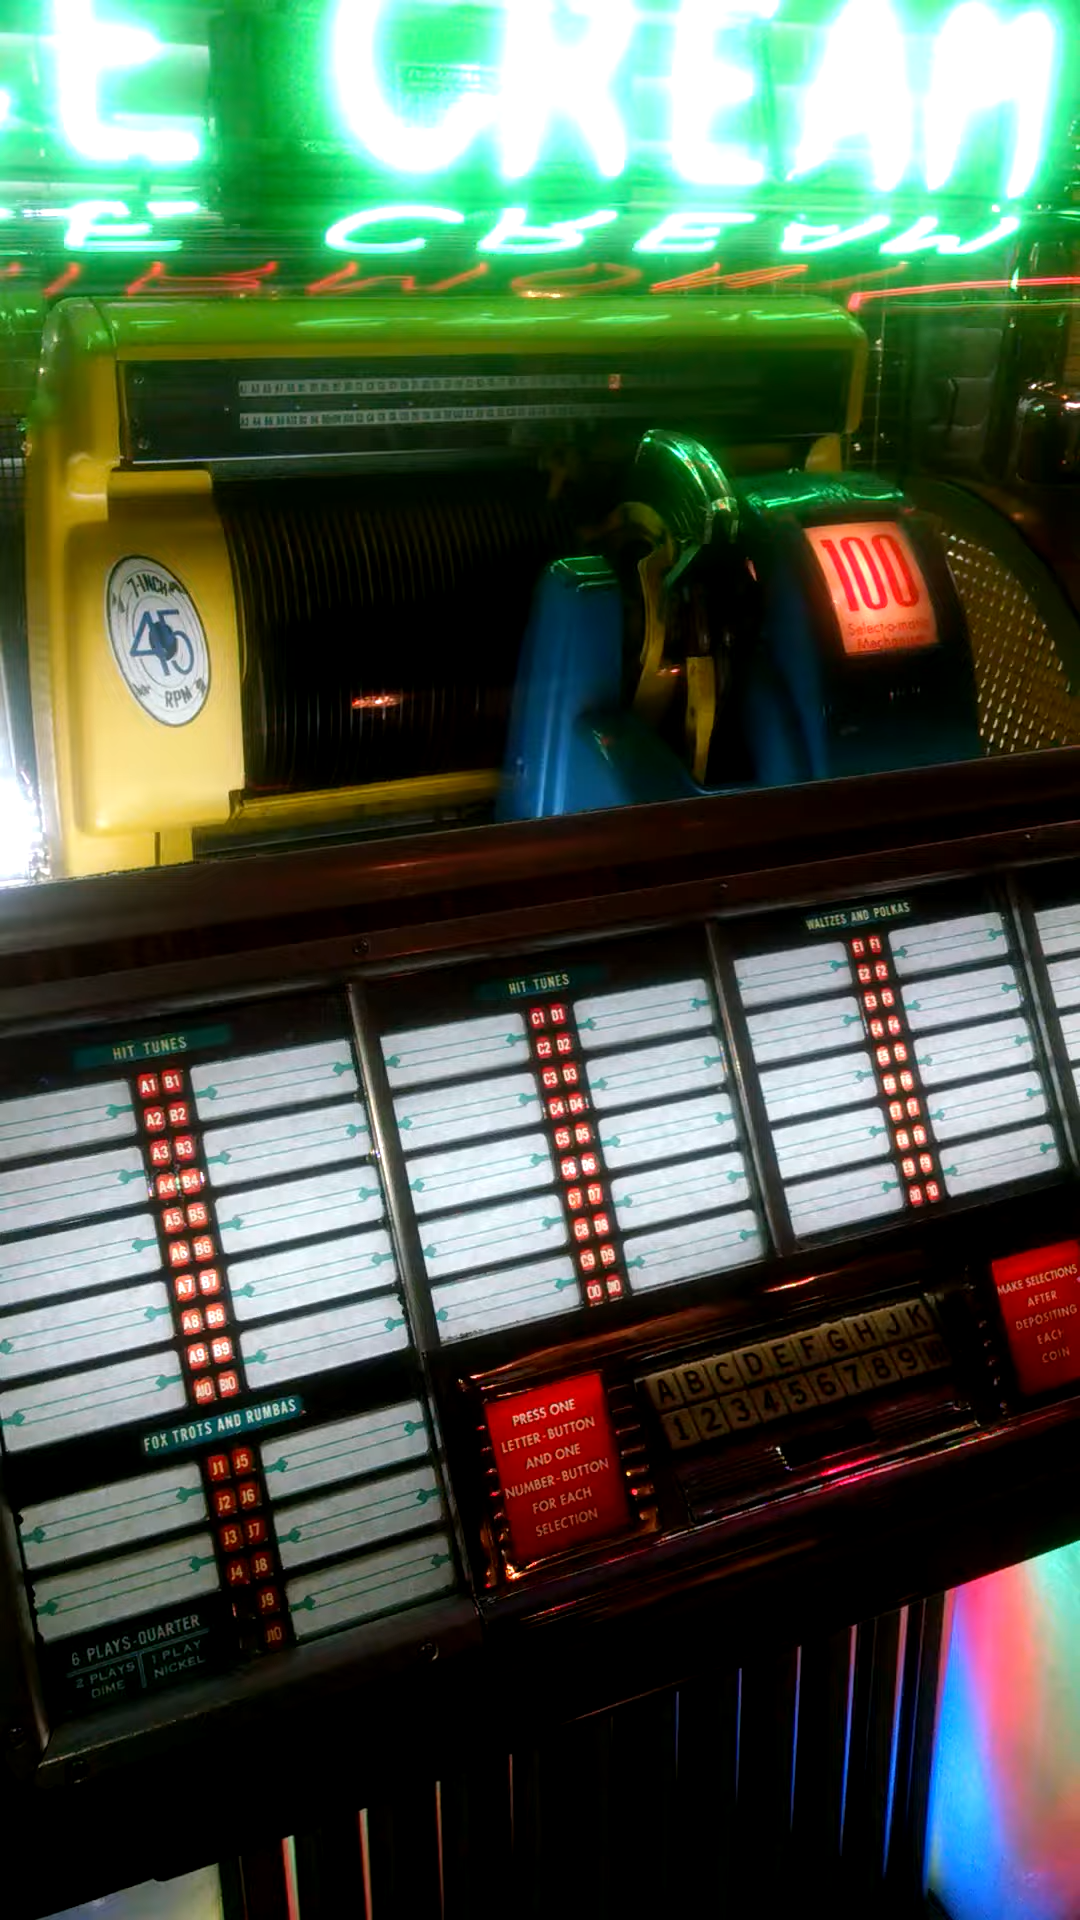 E CREAM
E CREAM
7-INCH
45
RPM
100
Select-o-matic
Mechanism
WALTZES AND POLKAS
E1 F1
E2 F2
E3 F3
E4 F4
E5 F5
E6 F6
E7 F7
E8 F8
E9 F9
HIT TUNES
C1 D1
C2 D2
C3 D3
C4 D4
C5 D5
C6 D6
C7 D7
C8 D8
C9 D9
HIT TUNES
A1 B1
A2 B2
A3 B3
A4 B4
A5 B5
A6 B6
A7 B7
A8 B8
A9 B9
A10 B10
FOX TROTS AND RUMBAS
J1 J5
J2 J6
J3 J7
J4 J8
J9
J10
6 PLAYS-QUARTER
2 PLAYS
DIME
1 PLAY
NICKEL
PRESS ONE
LETTER-BUTTON
AND ONE
NUMBER-BUTTON
FOR EACH
SELECTION
A B C D E F G H J K
1 2 3 4 5 6 7 8 9
MAKE SELECTIONS
AFTER
DEPOSITING
EACH
COIN